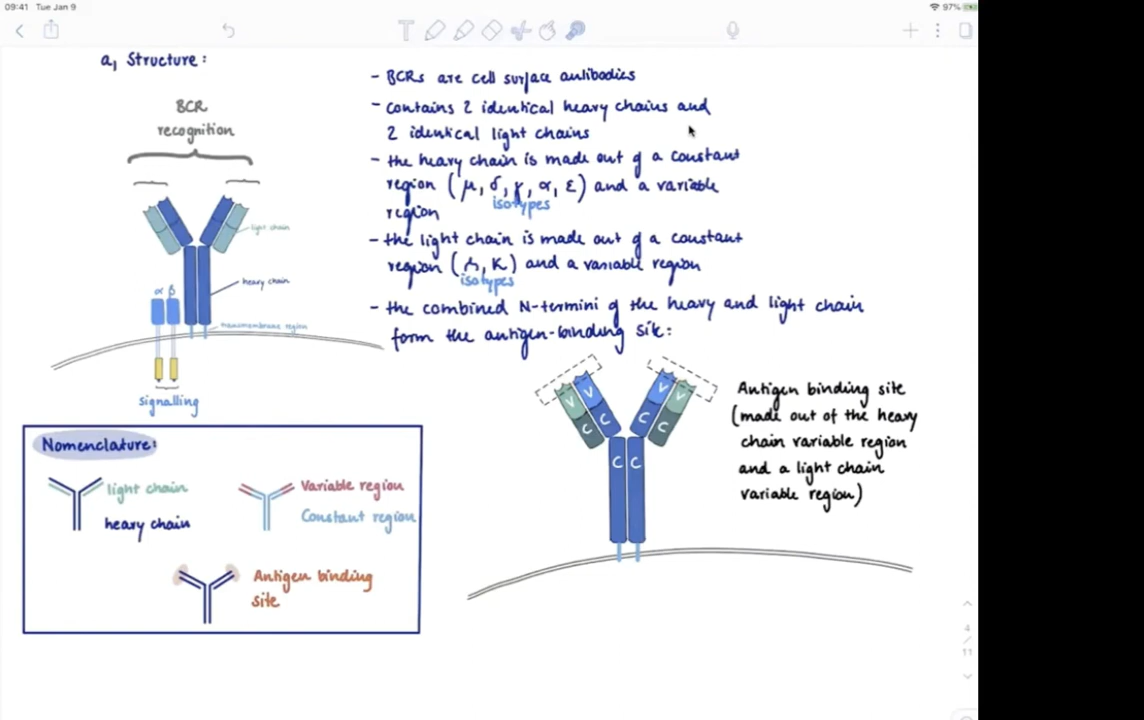 09:41 Tue Jan 9
97%
a, Structure:
BCR
recognition
light chain
heavy chain
α β
transmembrane region
signalling
- BCRs are cell surface antibodies
- contains 2 identical heavy chains and
2 identical light chains
- the heavy chain is made out of a constant
region (μ, δ, γ, α, ε) and a variable
isotypes
region
- the light chain is made out of a constant
region (λ, κ) and a variable region
isotypes
- the combined N-termini of the heavy and light chain
form the antigen-binding site:
V V V V
C C C C
C C
Antigen binding site
(made out of the heavy
chain variable region
and a light chain
variable region)
Nomenclature:
light chain
heavy chain
Variable region
Constant region
Antigen binding
site
4
/
11